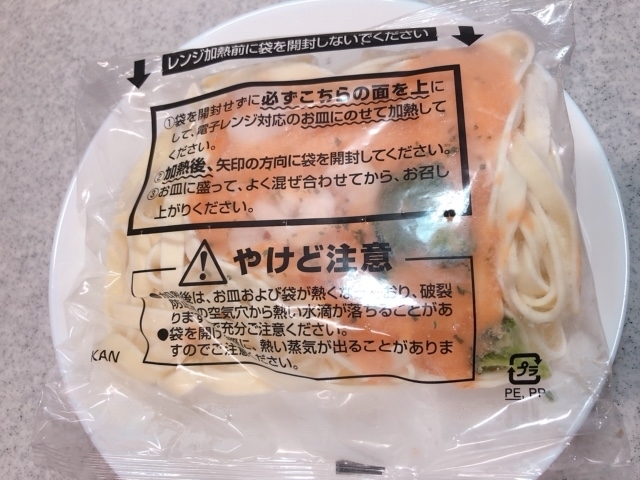 レンジ加熱前に袋を開封しないでください
①袋を開封せずに必ずこちらの面を上に
して、電子レンジ対応のお皿にのせて加熱して
ください。
②加熱後、矢印の方向に袋を開封してください。
③お皿に盛って、よく混ぜ合わせてから、お召し
上がりください。
やけど注意
●加熱後は、お皿および袋が熱くな おり、破裂
防 の空気穴から熱い水滴が落ちることがあ
りま 充分ご注意ください。
●袋を開 に、熱い蒸気が出ることがありま
すのでご注意ください。
KAN
プラ
PE, PP